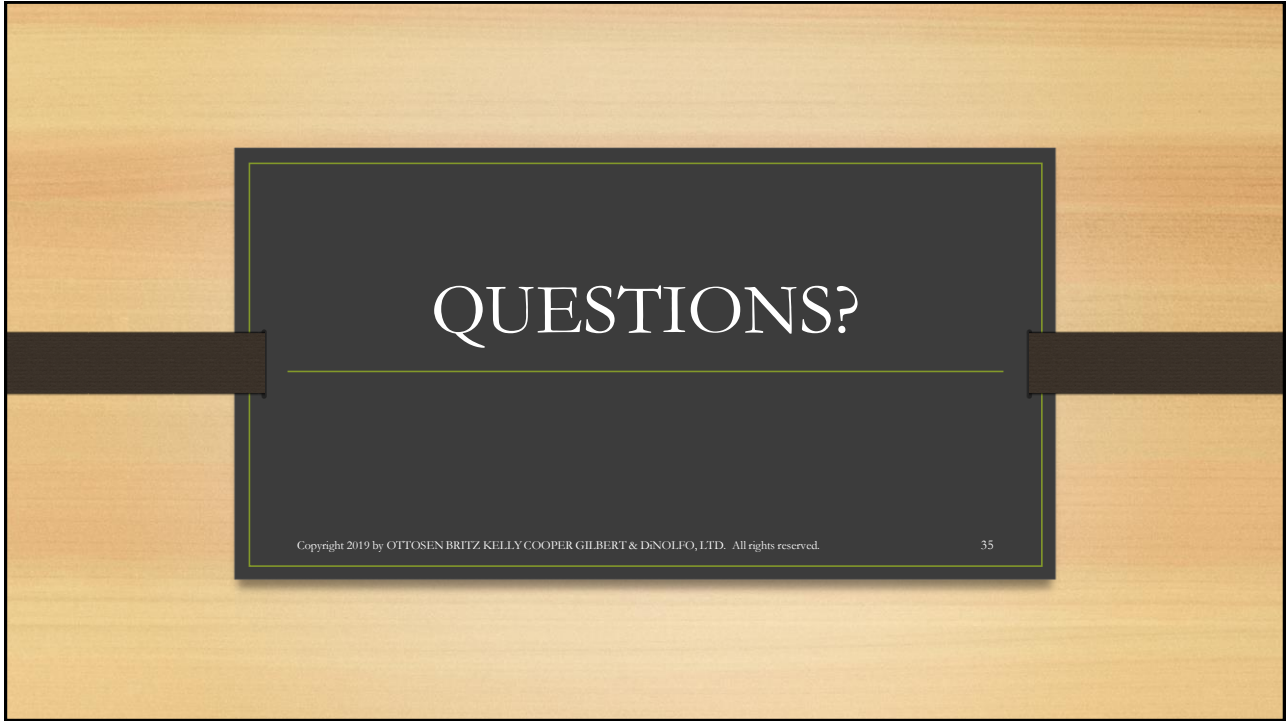 QUESTIONS?
Copyright 2019 by OTTOSEN BRITZ KELLY COOPER GILBERT & DiNOLFO, LTD. All rights reserved. 35